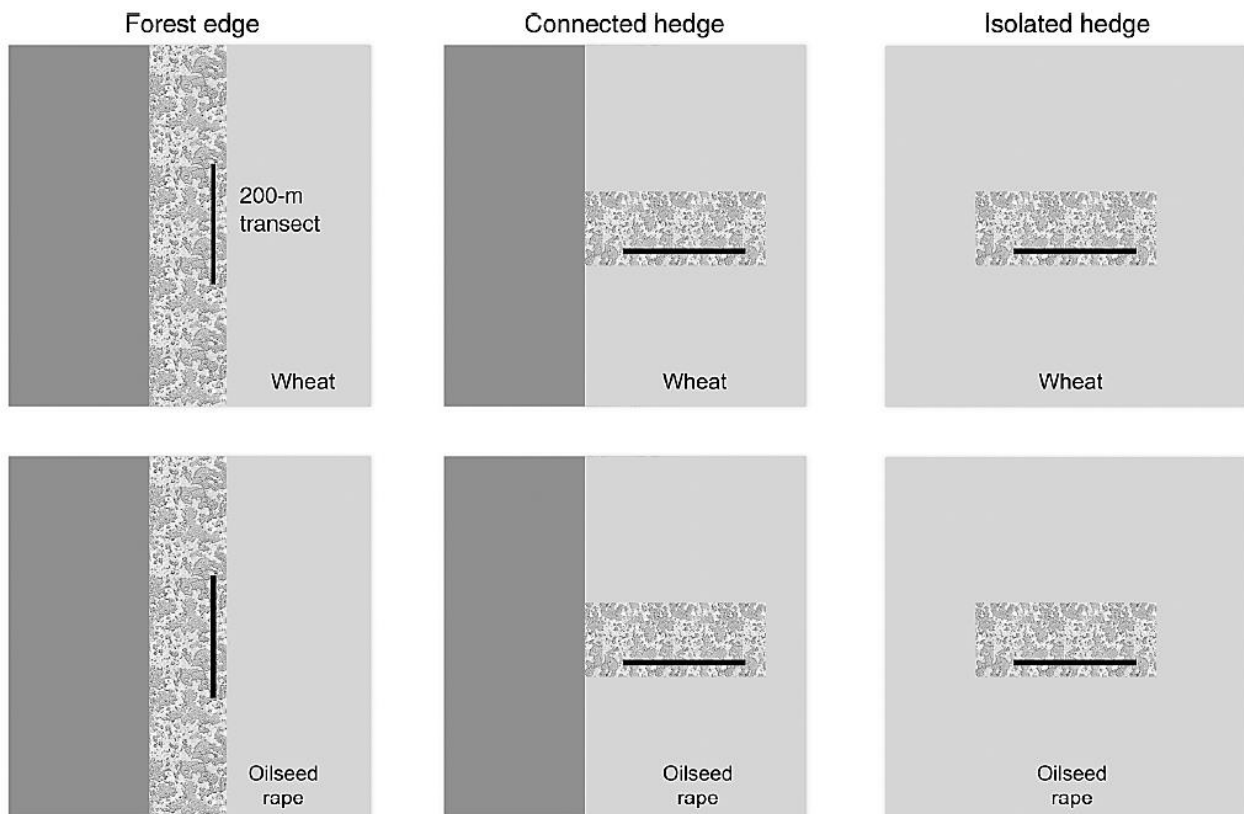 Forest edge
Connected hedge
Isolated hedge
200-m
transect
Wheat
Wheat
Wheat
Oilseed
rape
Oilseed
rape
Oilseed
rape